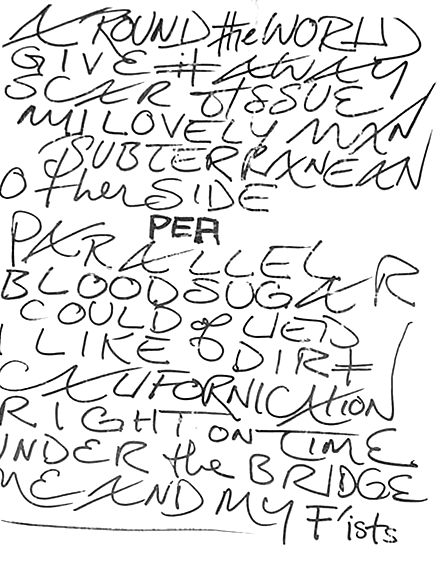 AROUND the WORLD
GIVE it AWAY
SCAR tISSUE
MY LOVELY MAN
SUBTERRANEAN
OtherSIDE
PEA
PARALLEL
BLOODSUGAR
COULD of LIED
I LIKE DIRt
CALIFORNICAtION
RIGHT ON TIME
UNDER the BRIDGE
ME AND MY Fists